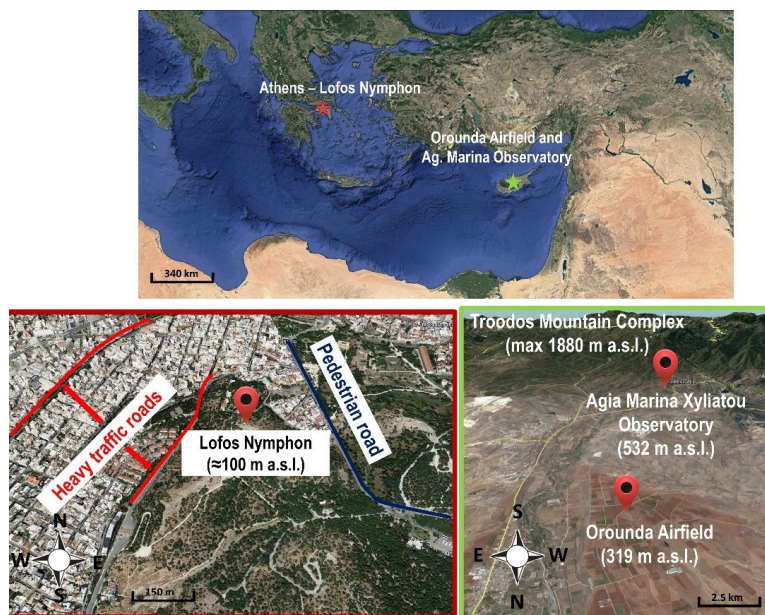 Athens – Lofos Nymphon
Orounda Airfield and
Ag. Marina Observatory
340 km
Heavy traffic roads
Pedestrian road
Lofos Nymphon
(≈100 m a.s.l.)
N
W
E
S
150 m
Troodos Mountain Complex
(max 1880 m a.s.l.)
Agia Marina Xyliatou
Observatory
(532 m a.s.l.)
Orounda Airfield
(319 m a.s.l.)
S
E
W
N
2.5 km